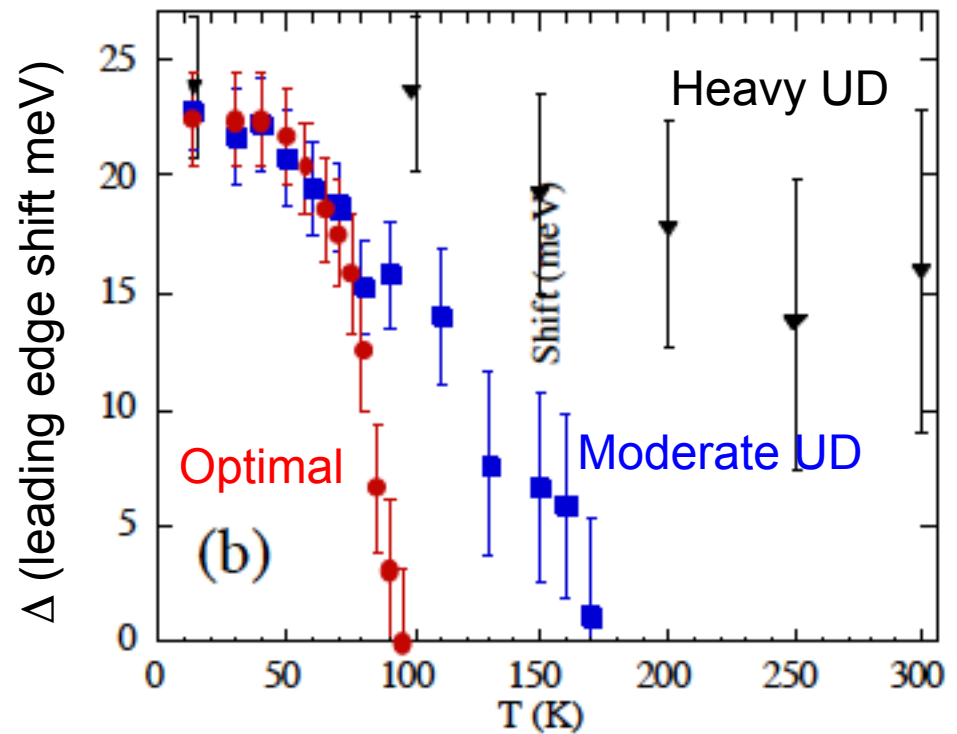 Δ (leading edge shift meV)
25
20
15
10
5
0
Heavy UD
Shift (meV)
Optimal
Moderate UD
(b)
0 50 100 150 200 250 300
T (K)